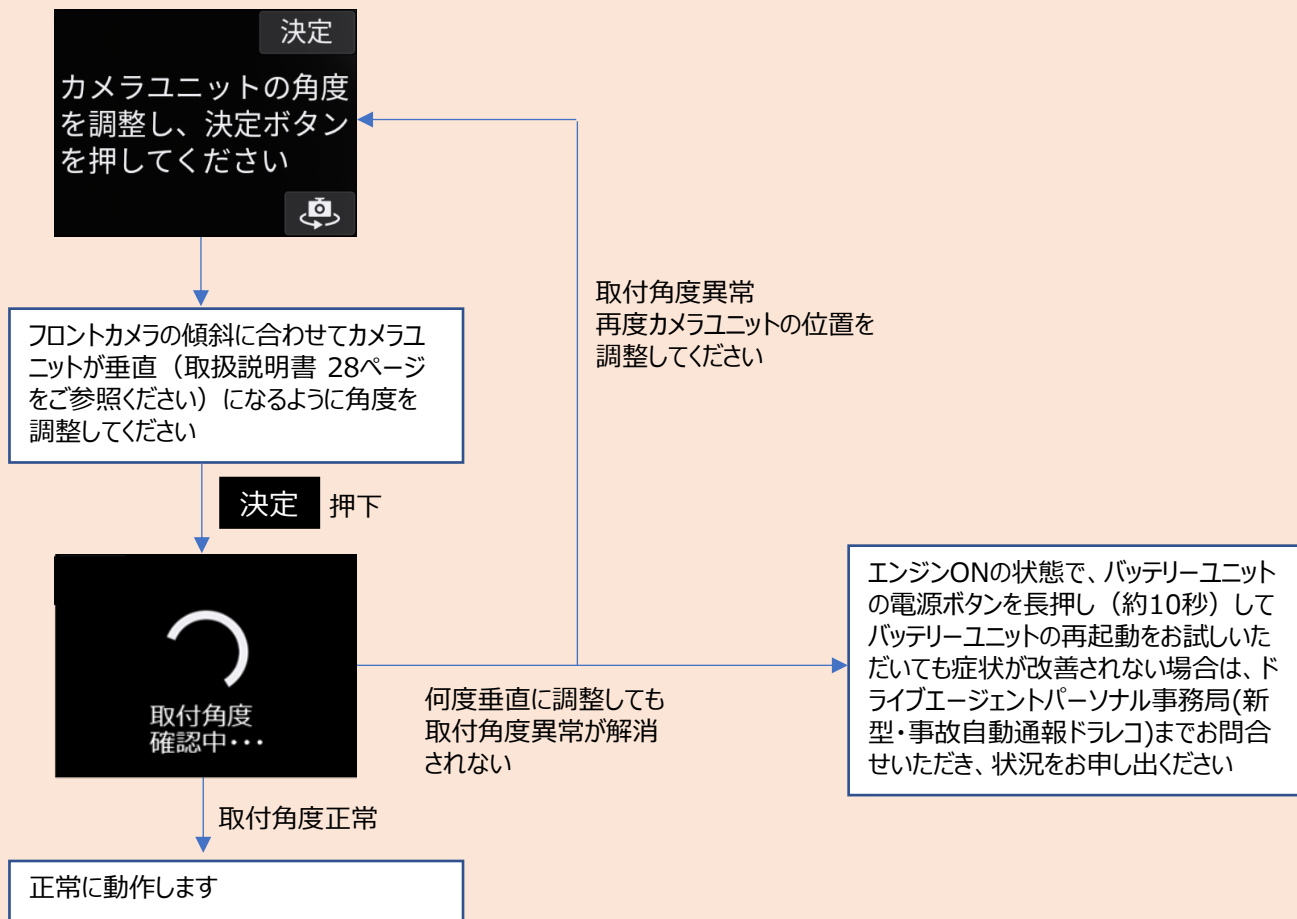 決定
カメラユニットの角度
を調整し、決定ボタン
を押してください
取付角度異常
再度カメラユニットの位置を
調整してください
フロントカメラの傾斜に合わせてカメラユ
ニットが垂直（取扱説明書 28ページ
をご参照ください）になるように角度を
調整してください
決定 押下
取付角度
確認中・・・
何度垂直に調整しても
取付角度異常が解消
されない
エンジンONの状態で、バッテリーユニット
の電源ボタンを長押し（約10秒）して
バッテリーユニットの再起動をお試しいた
だいても症状が改善されない場合は、ド
ライブエージェントパーソナル事務局(新
型・事故自動通報ドラレコ)までお問合
せいただき、状況をお申し出ください
取付角度正常
正常に動作します